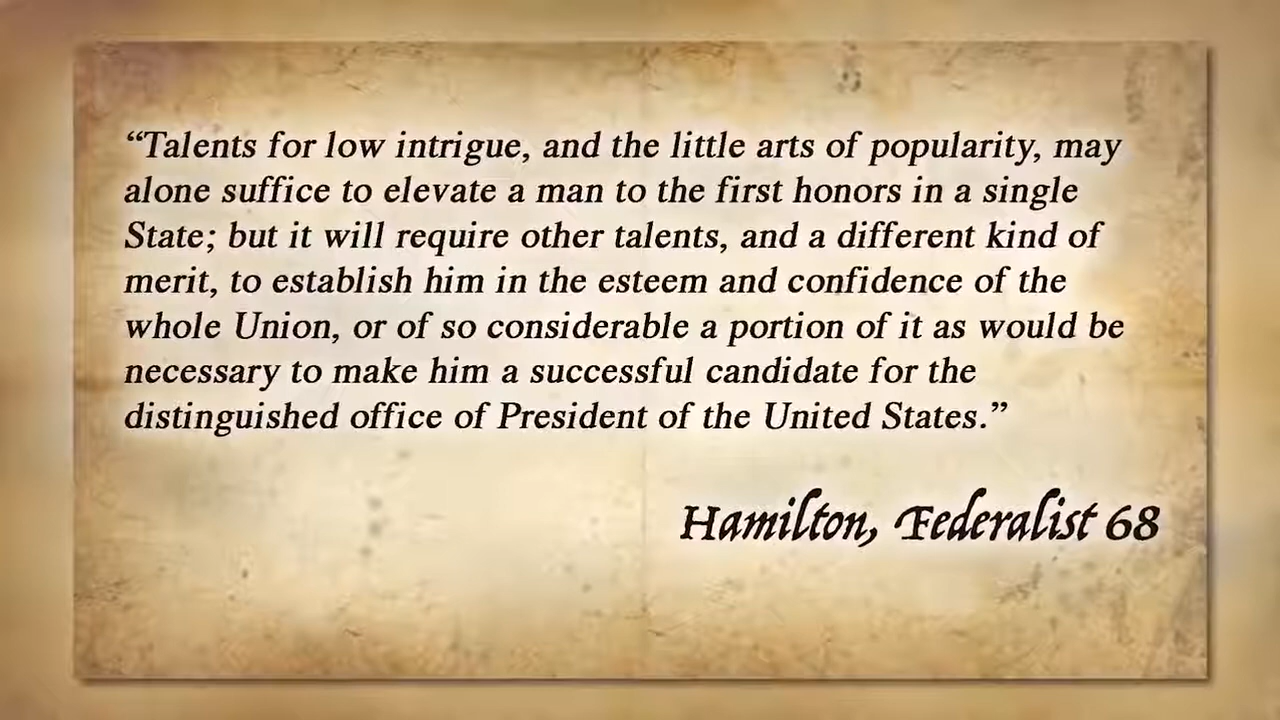 “Talents for low intrigue, and the little arts of popularity, may
alone suffice to elevate a man to the first honors in a single
State; but it will require other talents, and a different kind of
merit, to establish him in the esteem and confidence of the
whole Union, or of so considerable a portion of it as would be
necessary to make him a successful candidate for the
distinguished office of President of the United States.”
Hamilton, Federalist 68